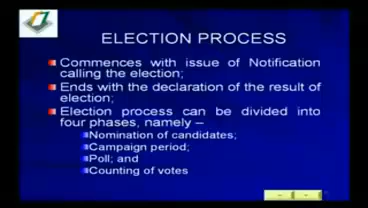 ELECTION PROCESS
Commences with issue of Notification
calling the election;
Ends with the declaration of the result of
election;
Election process can be divided into
four phases, namely –
Nomination of candidates;
Campaign period;
Poll; and
Counting of votes